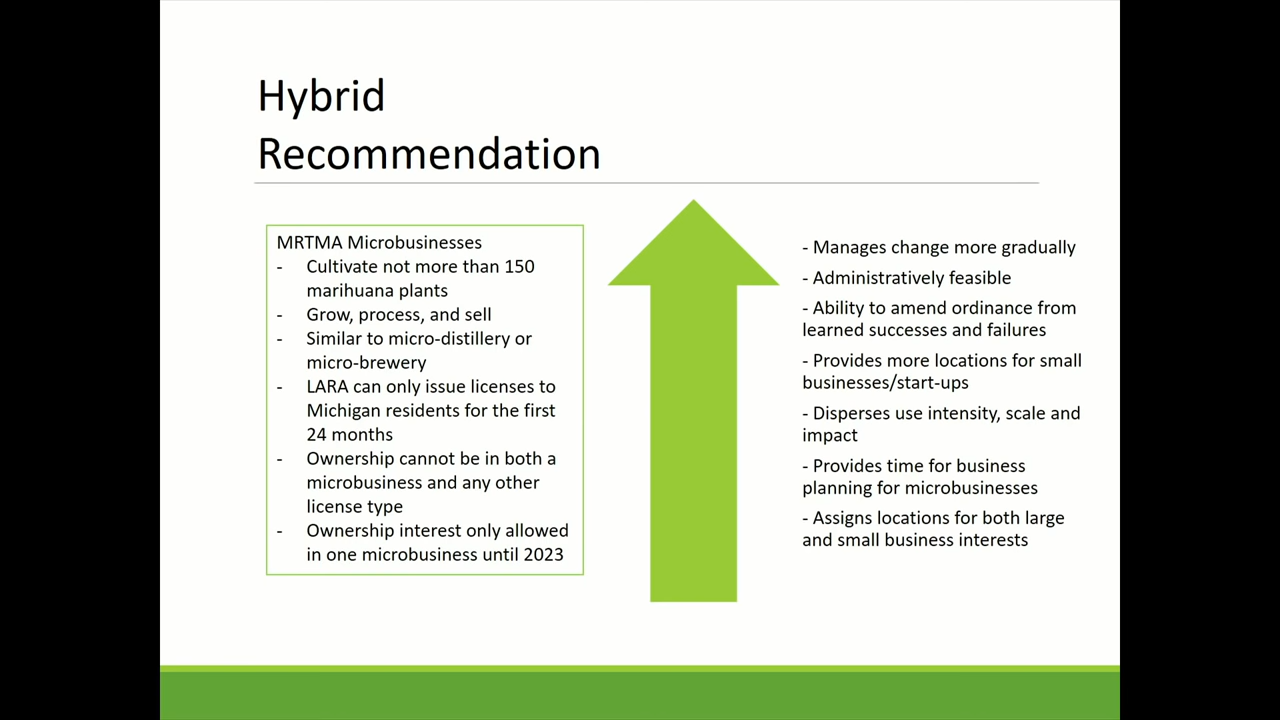 Hybrid
Recommendation
MRTMA Microbusinesses
- Cultivate not more than 150
marihuana plants
- Grow, process, and sell
- Similar to micro-distillery or
micro-brewery
- LARA can only issue licenses to
Michigan residents for the first
24 months
- Ownership cannot be in both a
microbusiness and any other
license type
- Ownership interest only allowed
in one microbusiness until 2023
- Manages change more gradually
- Administratively feasible
- Ability to amend ordinance from
learned successes and failures
- Provides more locations for small
businesses/start-ups
- Disperses use intensity, scale and
impact
- Provides time for business
planning for microbusinesses
- Assigns locations for both large
and small business interests